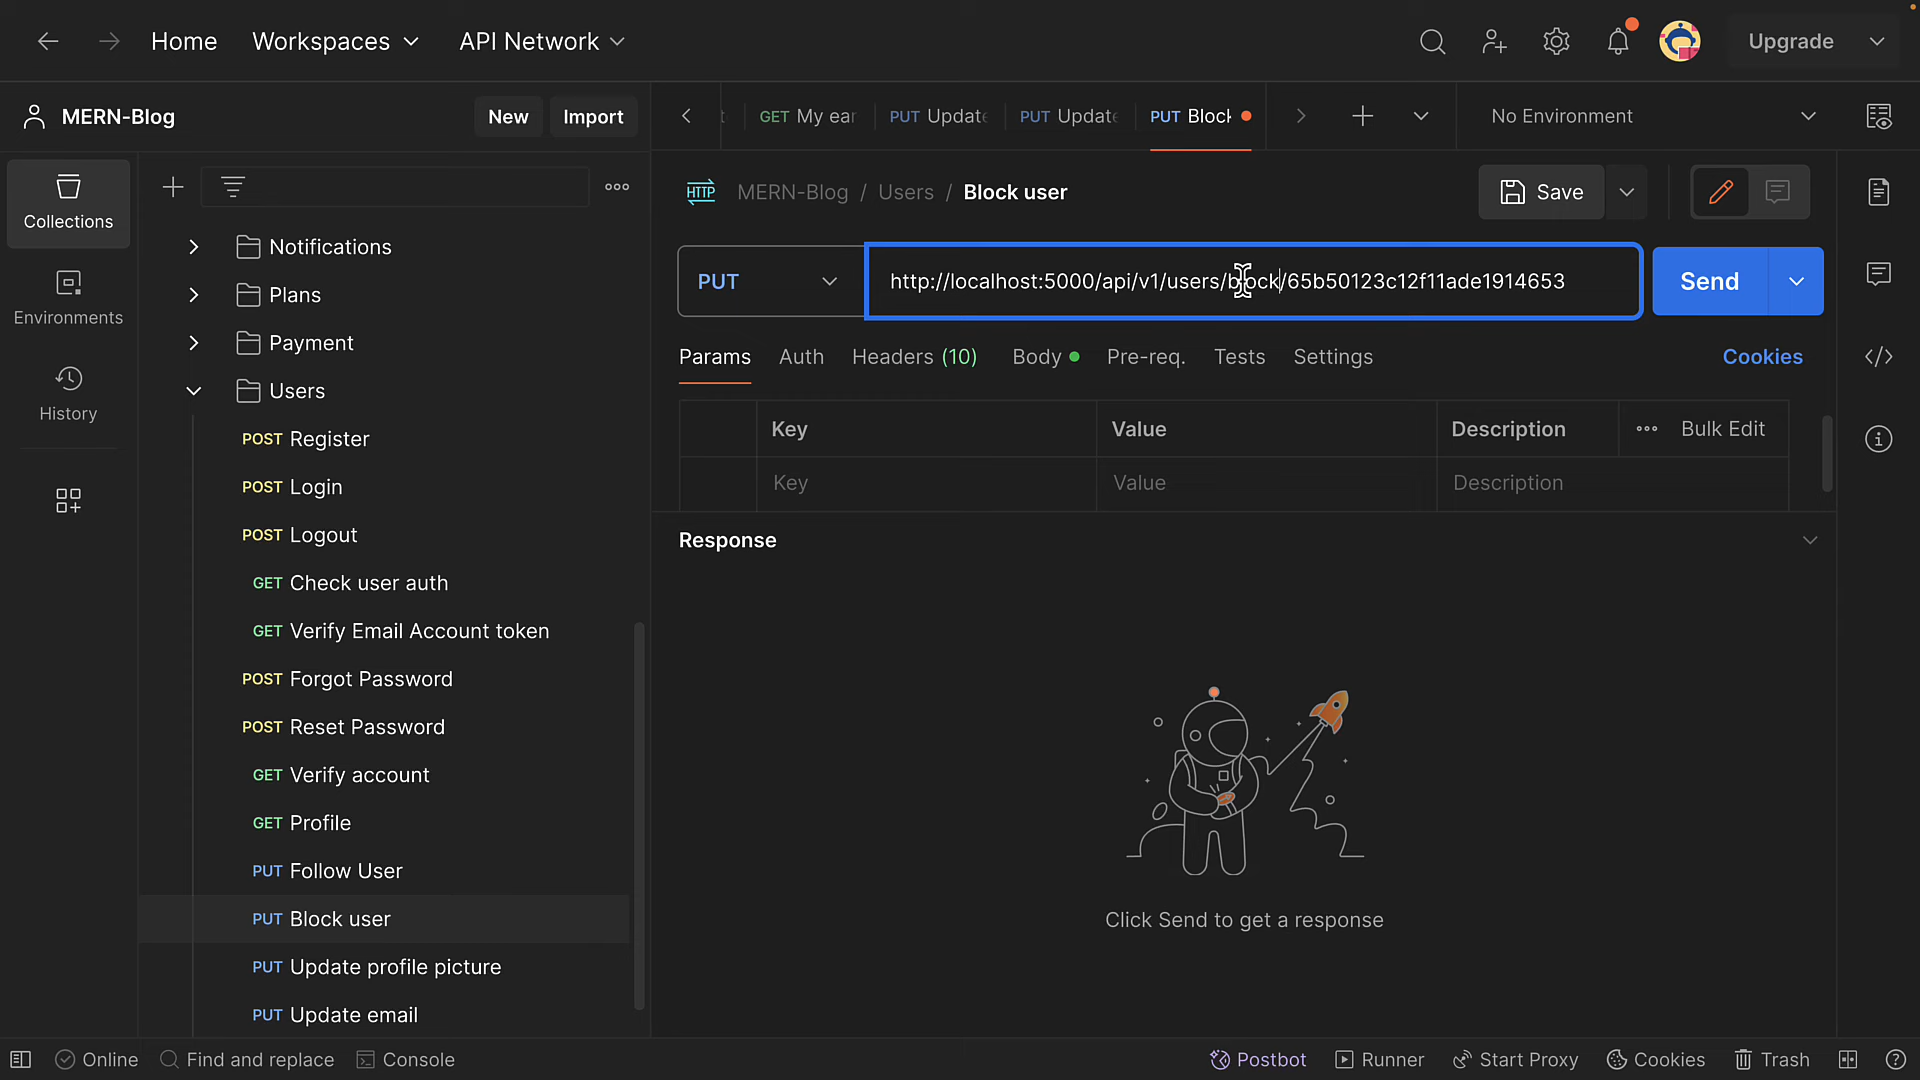 Home Workspaces API Network Upgrade
MERN-Blog New Import
GET My ear PUT Update PUT Update PUT Block No Environment
Collections
Environments
History
Notifications
Plans
Payment
Users
POST Register
POST Login
POST Logout
GET Check user auth
GET Verify Email Account token
POST Forgot Password
POST Reset Password
GET Verify account
GET Profile
PUT Follow User
PUT Block user
PUT Update profile picture
PUT Update email
HTTP MERN-Blog / Users / Block user Save
PUT http://localhost:5000/api/v1/users/block/65b50123c12f11ade1914653 Send
Params Auth Headers (10) Body Pre-req. Tests Settings Cookies
Key Value Description Bulk Edit
Key Value Description
Response
Click Send to get a response
Online Find and replace Console Postbot Runner Start Proxy Cookies Trash